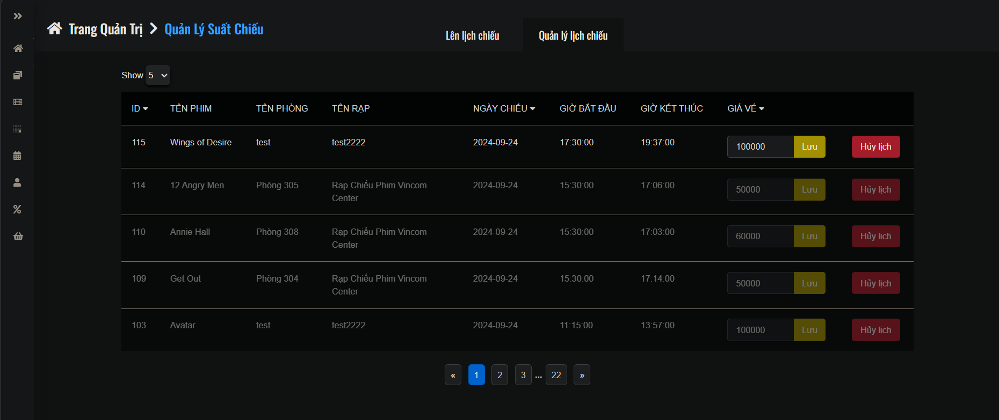 Trang Quản Trị Quản Lý Suất Chiếu
Lên lịch chiếu Quản lý lịch chiếu
Show 5
ID TÊN PHIM TÊN PHÒNG TÊN RẠP NGÀY CHIẾU GIỜ BẮT ĐẦU GIỜ KẾT THÚC GIÁ VÉ
115 Wings of Desire test test2222 2024-09-24 17:30:00 19:37:00 100000 Lưu Hủy lịch
114 12 Angry Men Phòng 305 Rạp Chiếu Phim Vincom 2024-09-24 15:30:00 17:06:00 50000 Lưu Hủy lịch
Center
110 Annie Hall Phòng 308 Rạp Chiếu Phim Vincom 2024-09-24 15:30:00 17:03:00 60000 Lưu Hủy lịch
Center
109 Get Out Phòng 304 Rạp Chiếu Phim Vincom 2024-09-24 15:30:00 17:14:00 50000 Lưu Hủy lịch
Center
103 Avatar test test2222 2024-09-24 11:15:00 13:57:00 100000 Lưu Hủy lịch
« 1 2 3 ... 22 »